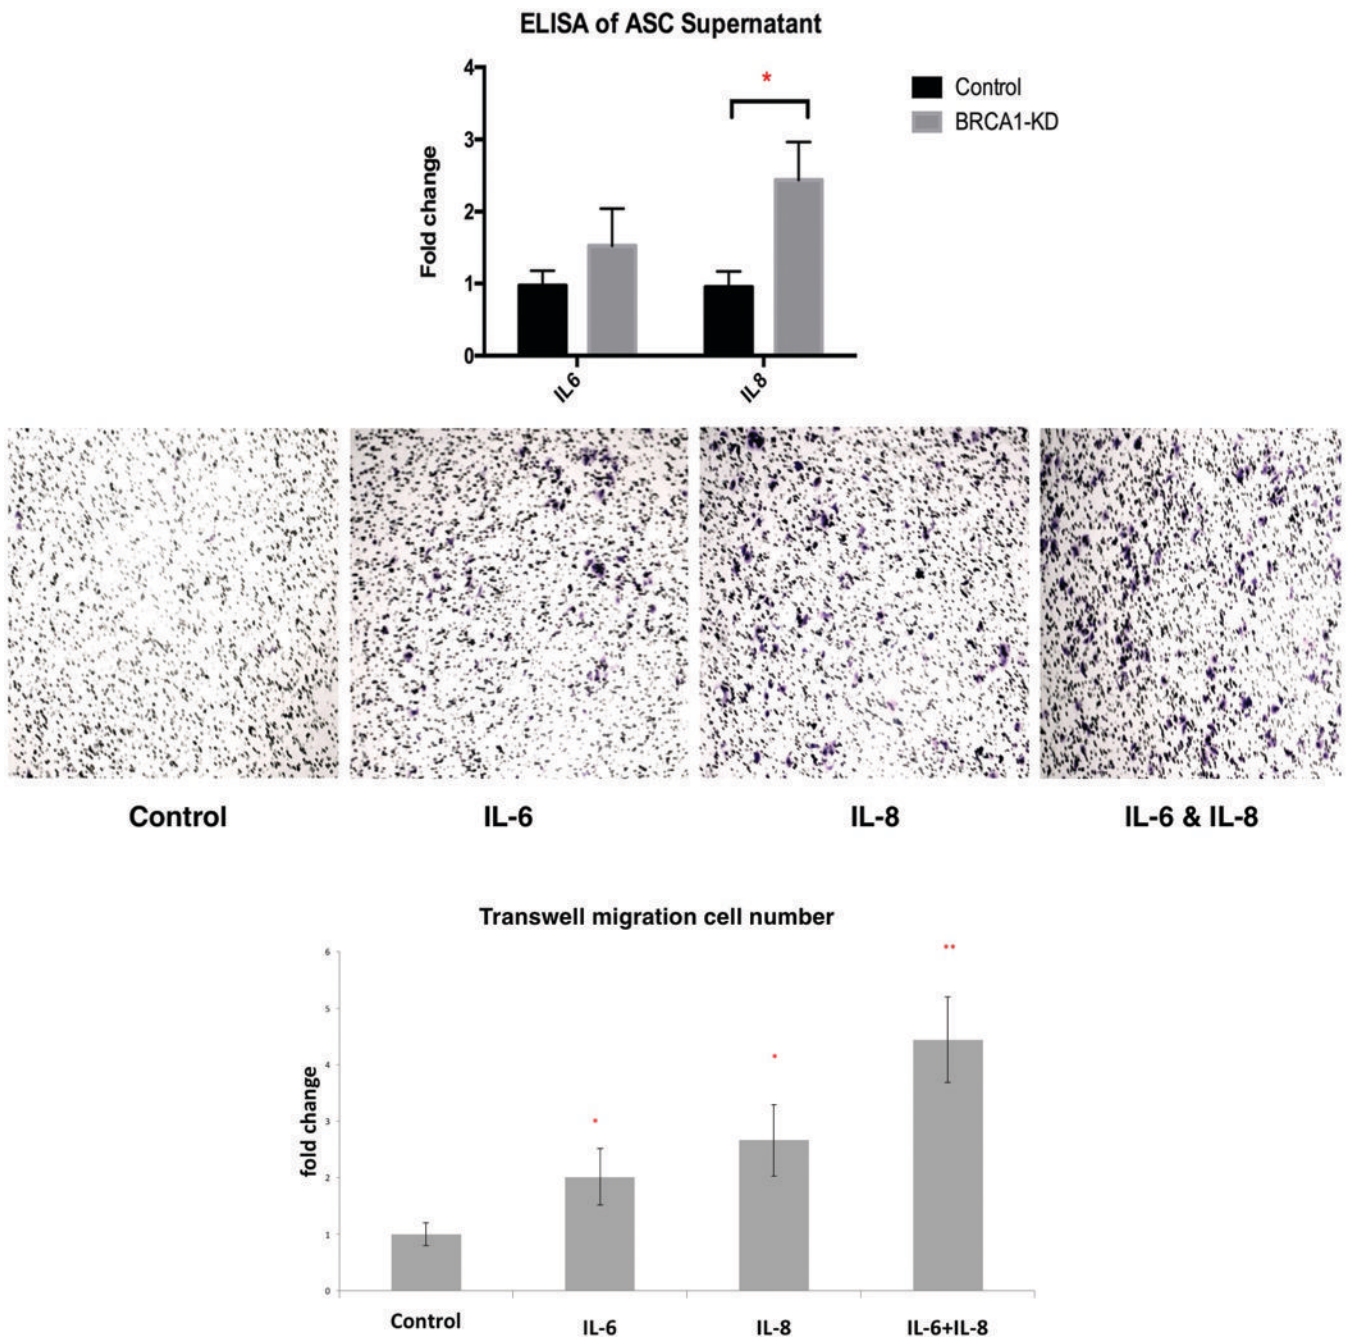 ELISA of ASC Supernatant
4
3
2
1
0
Fold change
*
Control
BRCA1-KD
IL6
IL8
Control
IL-6
IL-8
IL-6 & IL-8
Transwell migration cell number
6
5
4
3
2
1
0
fold change
*
*
**
Control
IL-6
IL-8
IL-6+IL-8